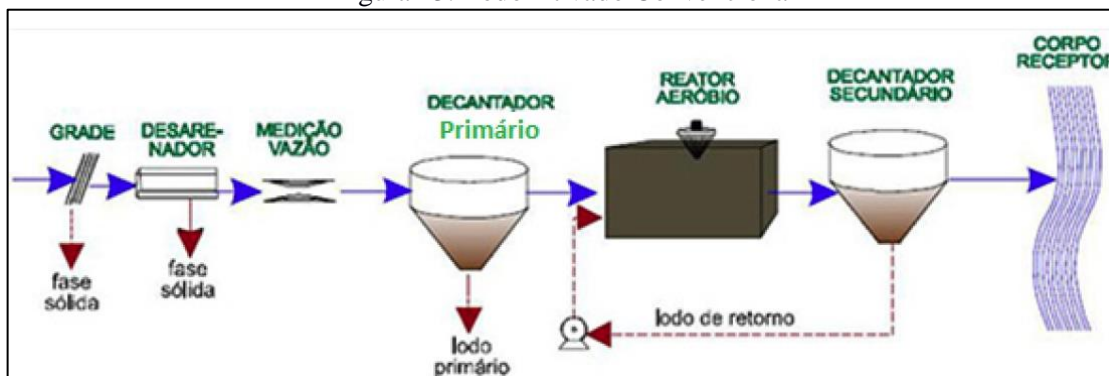 GRADE
DESARE-
NADOR
MEDIÇÃO
VAZÃO
DECANTADOR
Primário
REATOR
AERÓBIO
DECANTADOR
SECUNDÁRIO
CORPO
RECEPTOR
fase
sólida
fase
sólida
lodo
primário
lodo de retorno